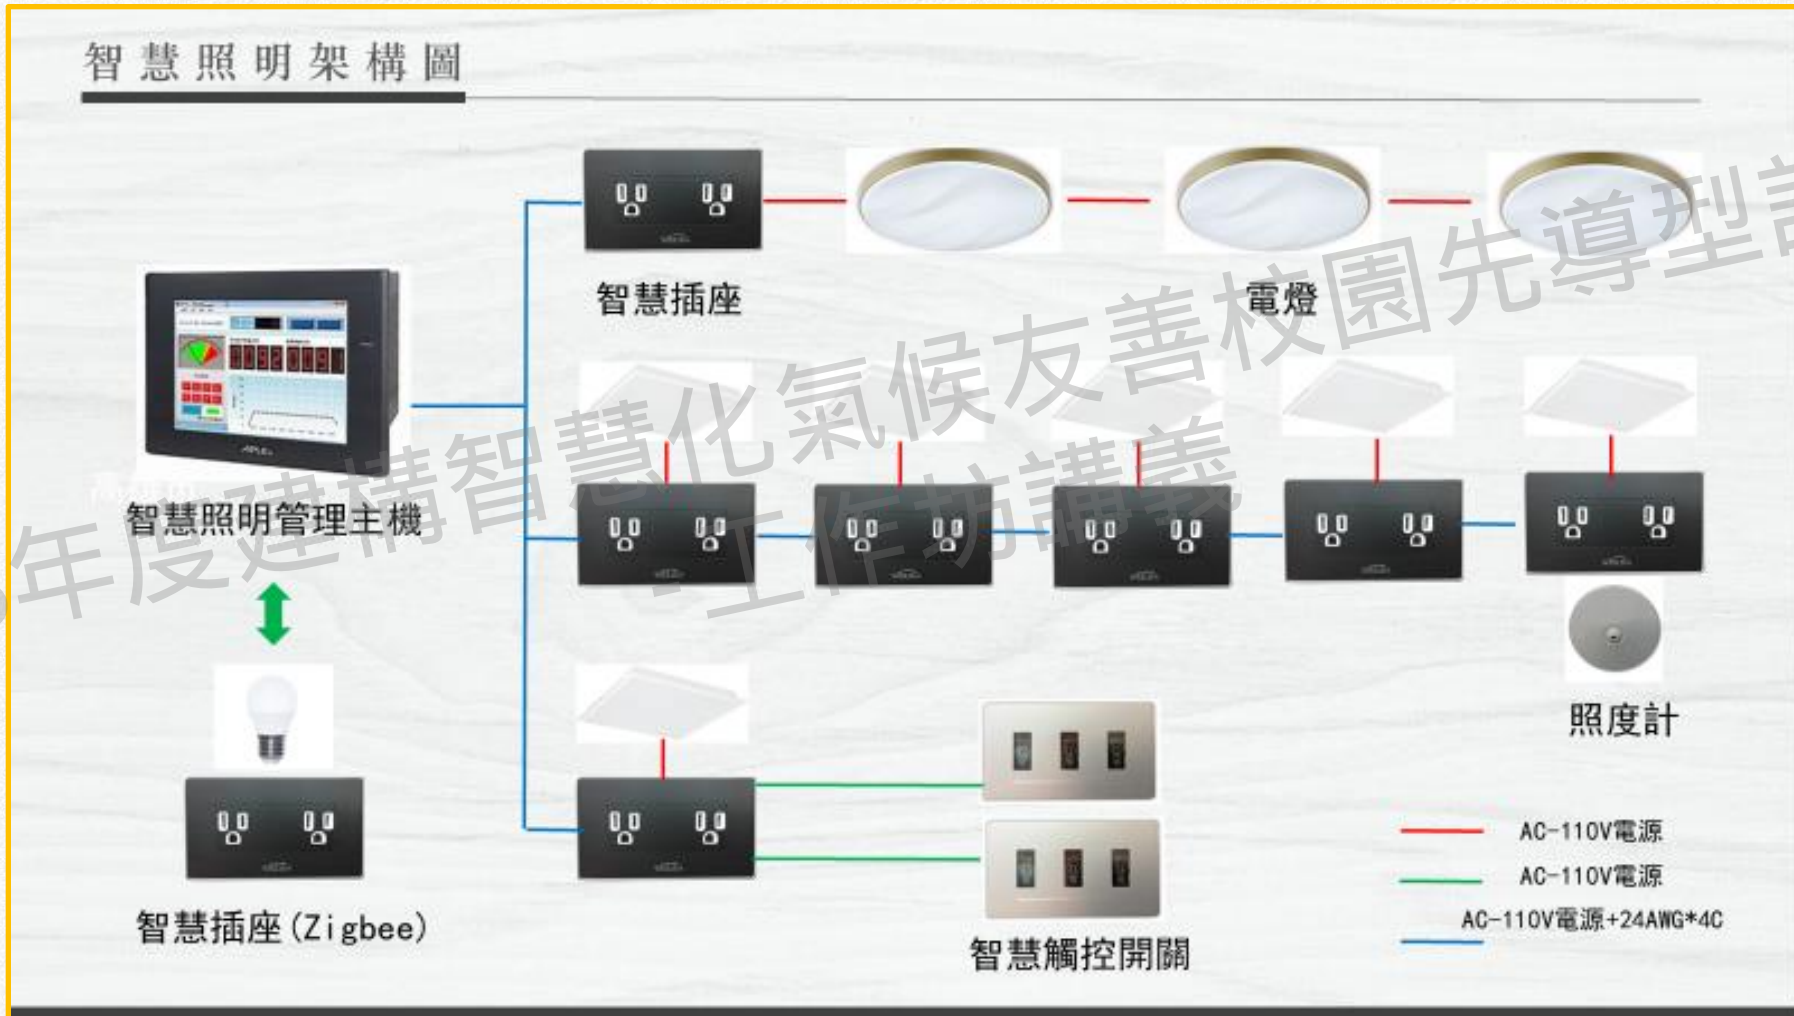 智慧照明架構圖
智慧插座
電燈
智慧照明管理主機
年度建構智慧化氣候友善校園先導型
工作坊講義
照度計
智慧插座(Zigbee)
智慧觸控開關
AC-110V電源
AC-110V電源
AC-110V電源+24AWG*4C